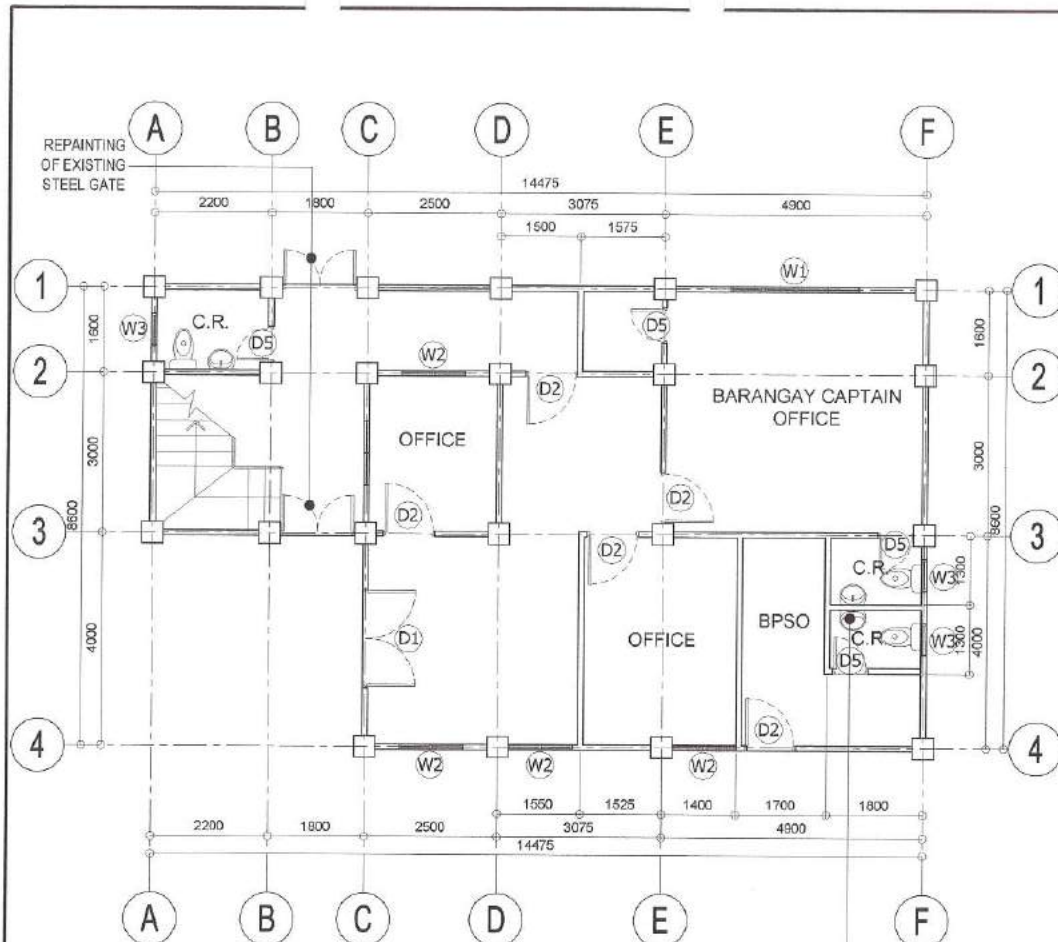 A B C D E F
REPAINTING
OF EXISTING
STEEL GATE
14475
2200 1800 2500 3075 4900
1500 1575
1 W1 1
1600 W3 C.R. D5 D5 1600
2 W2 2
D2
BARANGAY CAPTAIN
OFFICE
OFFICE
3000 3000
8600 8600
D2 D2
3 D2 D5 3
C.R. W3 1300
BPSO
OFFICE
4000 D1 C.R. W3 1300 4000
D5
D2
4 4
W2 W2 W2
1550 1525 1400 1700 1800
2200 1800 2500 3075 4900
14475
A B C D E F